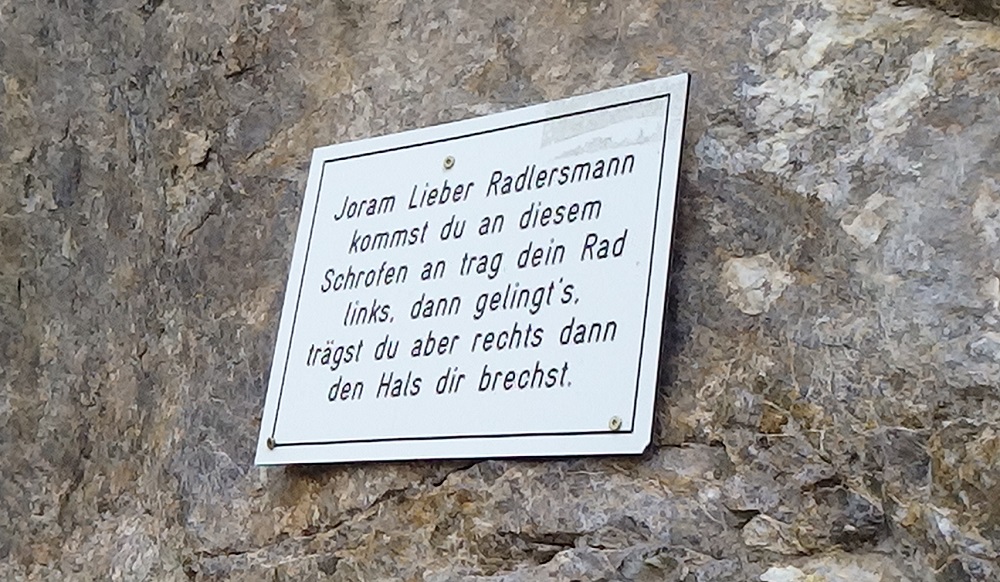 Joram Lieber Radlersmann
kommst du an diesem
Schrofen an trag dein Rad
links, dann gelingt's,
trägst du aber rechts dann
den Hals dir brechst.